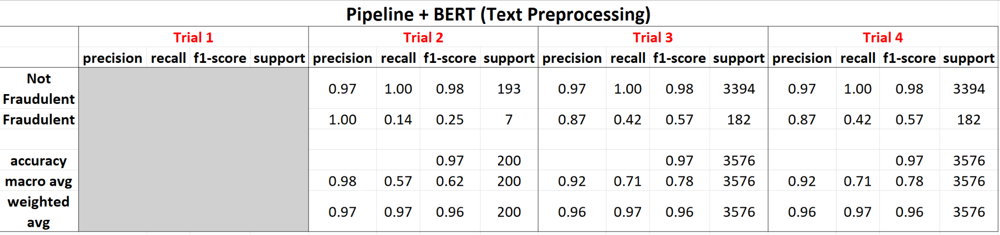 Pipeline + BERT (Text Preprocessing)
Trial 1 Trial 2 Trial 3 Trial 4
precision recall f1-score support precision recall f1-score support precision recall f1-score support precision recall f1-score support
Not
Fraudulent 0.97 1.00 0.98 193 0.97 1.00 0.98 3394 0.97 1.00 0.98 3394
Fraudulent 1.00 0.14 0.25 7 0.87 0.42 0.57 182 0.87 0.42 0.57 182
accuracy 0.97 200 0.97 3576 0.97 3576
macro avg 0.98 0.57 0.62 200 0.92 0.71 0.78 3576 0.92 0.71 0.78 3576
weighted
avg 0.97 0.97 0.96 200 0.96 0.97 0.96 3576 0.96 0.97 0.96 3576